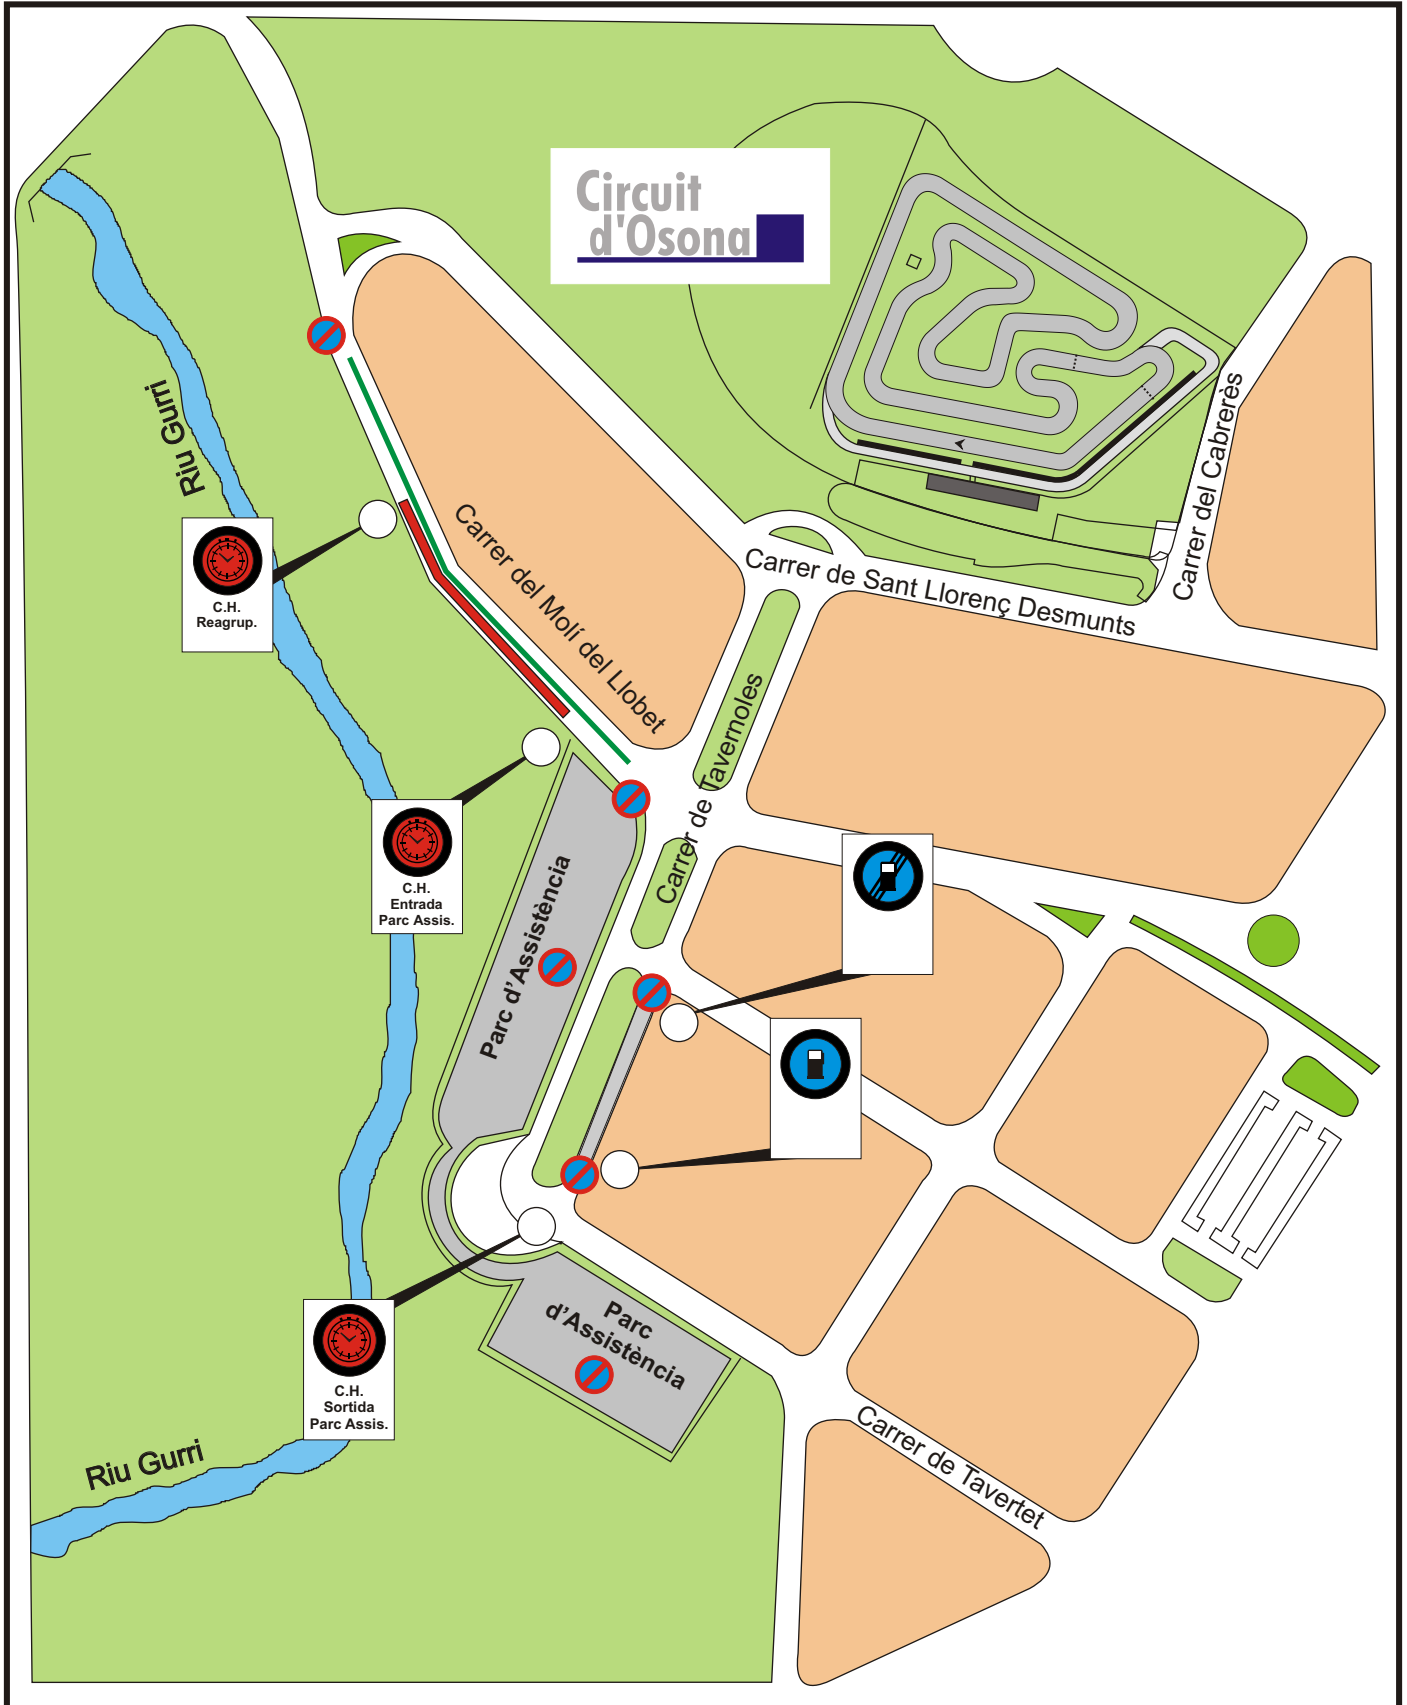 Circuit
d'Osona
Riu Gurri
Carrer del Cabrerès
C.H.
Reagrup.
Carrer del Molí del Llobet
Carrer de Sant Llorenç Desmunts
Carrer de Tavernoles
C.H.
Entrada
Parc Assis.
Parc d'Assistència
C.H.
Sortida
Parc Assis.
Parc
d'Assistència
Riu Gurri
Carrer de Tavertet